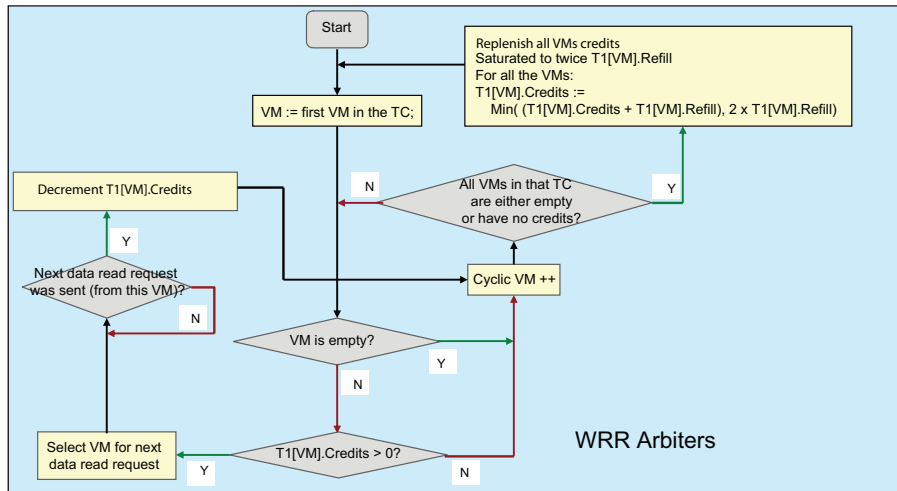 Start
Replenish all VMs credits
Saturated to twice T1[VM].Refill
For all the VMs:
T1[VM].Credits :=
Min( (T1[VM].Credits + T1[VM].Refill), 2 x T1[VM].Refill)
VM := first VM in the TC;
N
All VMs in that TC
are either empty
or have no credits?
Y
Decrement T1[VM].Credits
Y
Next data read request
was sent (from this VM)?
N
Cyclic VM ++
VM is empty?
Y
N
Select VM for next
data read request
Y
T1[VM].Credits > 0?
N
WRR Arbiters